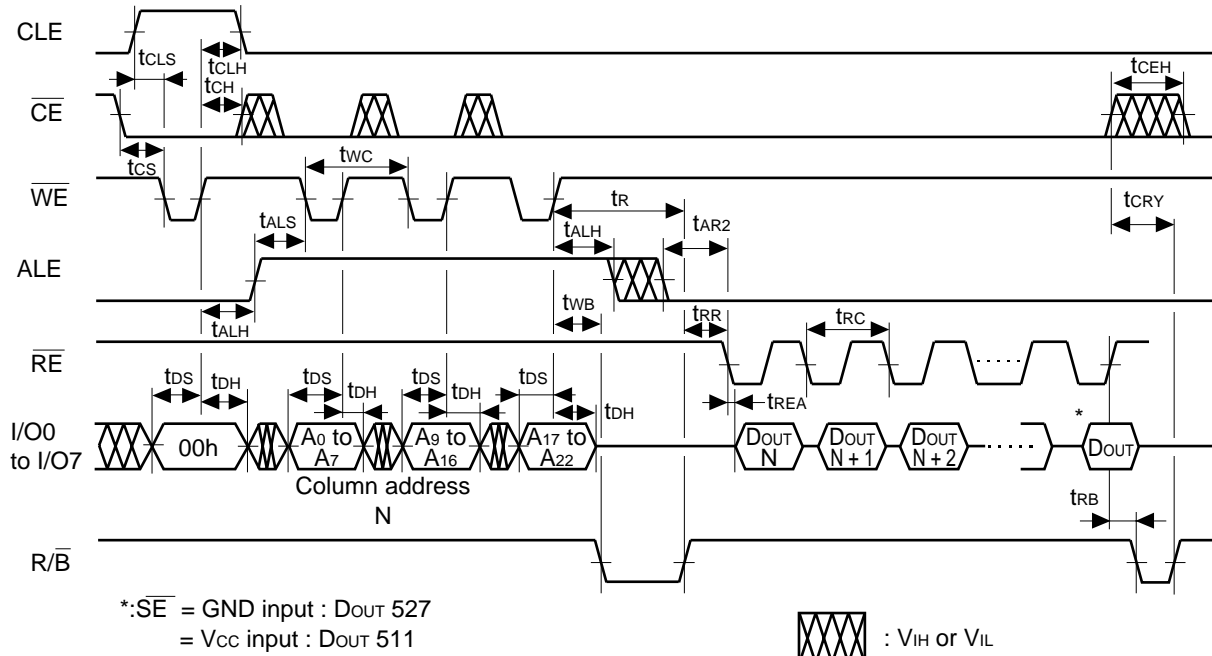 CLE
tCLS
tCLH
tCEH
tCH
CE
tCS
tWC
WE
tR
tCRY
tALS
tALH
tAR2
ALE
tWB
tALH
tRR
tRC
RE
tDS
tDH
tDS
tDH
tDS
tDH
tDS
tDH
tREA
*
I/O0
to I/O7
00h
A0 to
A7
A9 to
A16
A17 to
A22
DOUT
N
DOUT
N + 1
DOUT
N + 2
DOUT
Column address
N
tRB
R/B
*:SE = GND input : DOUT 527
= VCC input : DOUT 511
: VIH or VIL